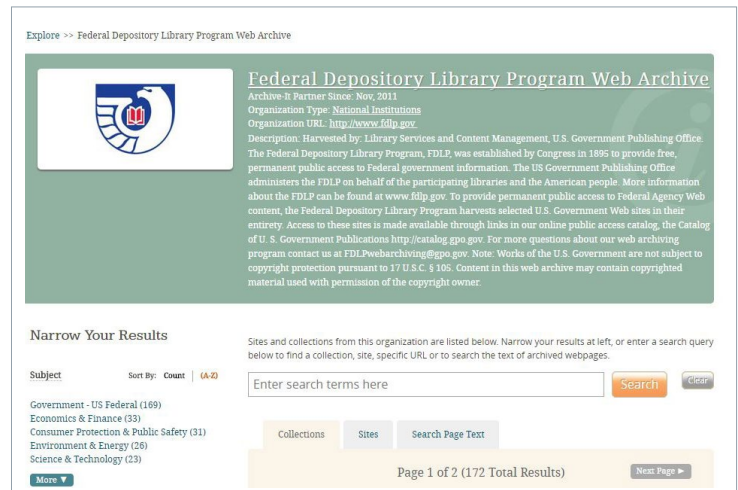 Explore >> Federal Depository Library Program Web Archive
Federal Depository Library Program Web Archive
Archive-It Partner Since: Nov, 2011
Organization Type: National Institutions
Organization URL: http://www.fdlp.gov
Description: Harvested by: Library Services and Content Management, U.S. Government Publishing Office.
The Federal Depository Library Program, FDLP, was established by Congress in 1895 to provide free,
permanent public access to Federal government information. The US Government Publishing Office
administers the FDLP on behalf of the participating libraries and the American people. More information
about the FDLP can be found at www.fdlp.gov. To provide permanent public access to Federal Agency Web
content, the Federal Depository Library Program harvests selected U.S. Government Web sites in their
entirety. Access to these sites is made available through links in our online public access catalog, the Catalog
of U. S. Government Publications http://catalog.gpo.gov. For more questions about our web archiving
program contact us at FDLPwebarchiving@gpo.gov. Note: Works of the U.S. Government are not subject to
copyright protection pursuant to 17 U.S.C. § 105. Content in this web archive may contain copyrighted
material used with permission of the copyright owner.
Narrow Your Results
Subject Sort By: Count | (A-Z)
Government - US Federal (169)
Economics & Finance (33)
Consumer Protection & Public Safety (31)
Environment & Energy (26)
Science & Technology (23)
More ▼
Sites and collections from this organization are listed below. Narrow your results at left, or enter a search query
below to find a collection, site, specific URL or to search the text of archived webpages.
Enter search terms here Search Clear
Collections Sites Search Page Text
Page 1 of 2 (172 Total Results) Next Page ►